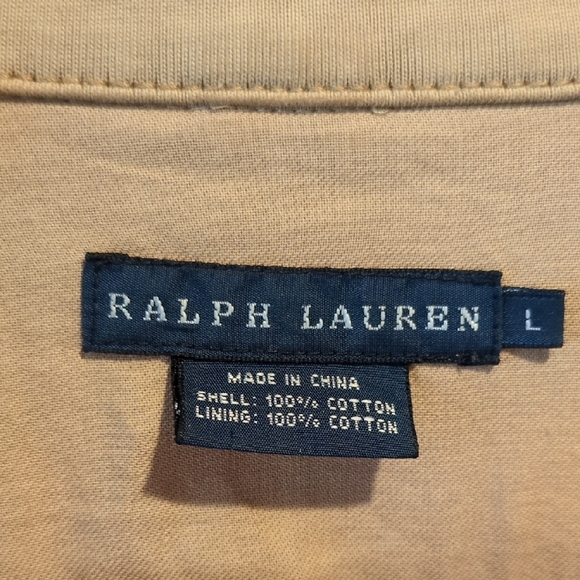 RALPH LAUREN
L
MADE IN CHINA
SHELL: 100% COTTON
LINING: 100% COTTON